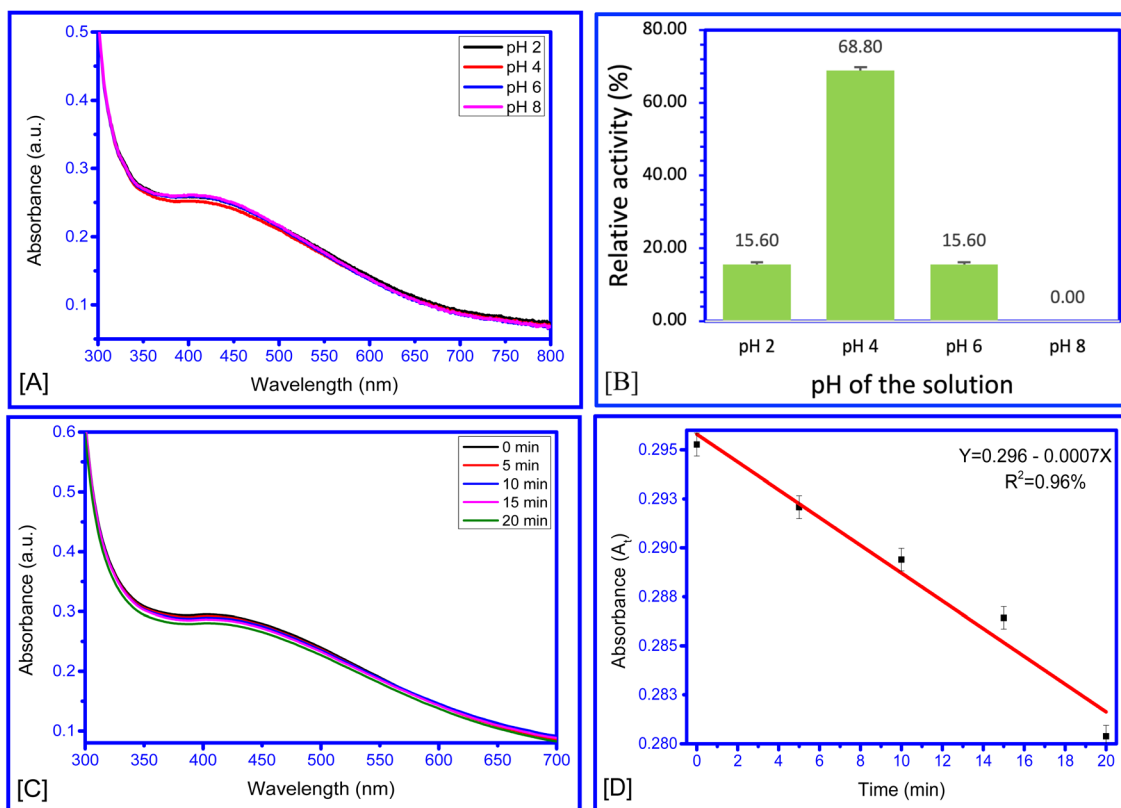 0.5
0.4
0.3
0.2
0.1
Absorbance (a.u.)
pH 2
pH 4
pH 6
pH 8
300 350 400 450 500 550 600 650 700 750 800
Wavelength (nm)
[A]
80.00
60.00
40.00
20.00
0.00
Relative activity (%)
15.60
68.80
15.60
0.00
pH 2 pH 4 pH 6 pH 8
pH of the solution
[B]
0.6
0.5
0.4
0.3
0.2
0.1
Absorbance (a.u.)
0 min
5 min
10 min
15 min
20 min
300 350 400 450 500 550 600 650 700
Wavelength (nm)
[C]
0.295
0.293
0.290
0.288
0.285
0.283
0.280
Absorbance (Aₜ)
Y=0.296 - 0.0007X
R²=0.96%
0 2 4 6 8 10 12 14 16 18 20
Time (min)
[D]